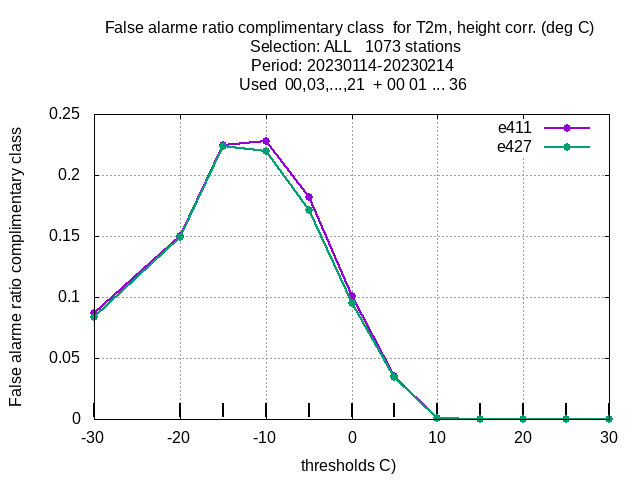 False alarme ratio complimentary class  for T2m, height corr. (deg C)
Selection: ALL   1073 stations
Period: 20230114-20230214
Used  00,03,...,21  + 00 01 ... 36
False alarme ratio complimentary class
0.25
0.2
0.15
0.1
0.05
0
e411
e427
-30 -20 -10 0 10 20 30
thresholds C)